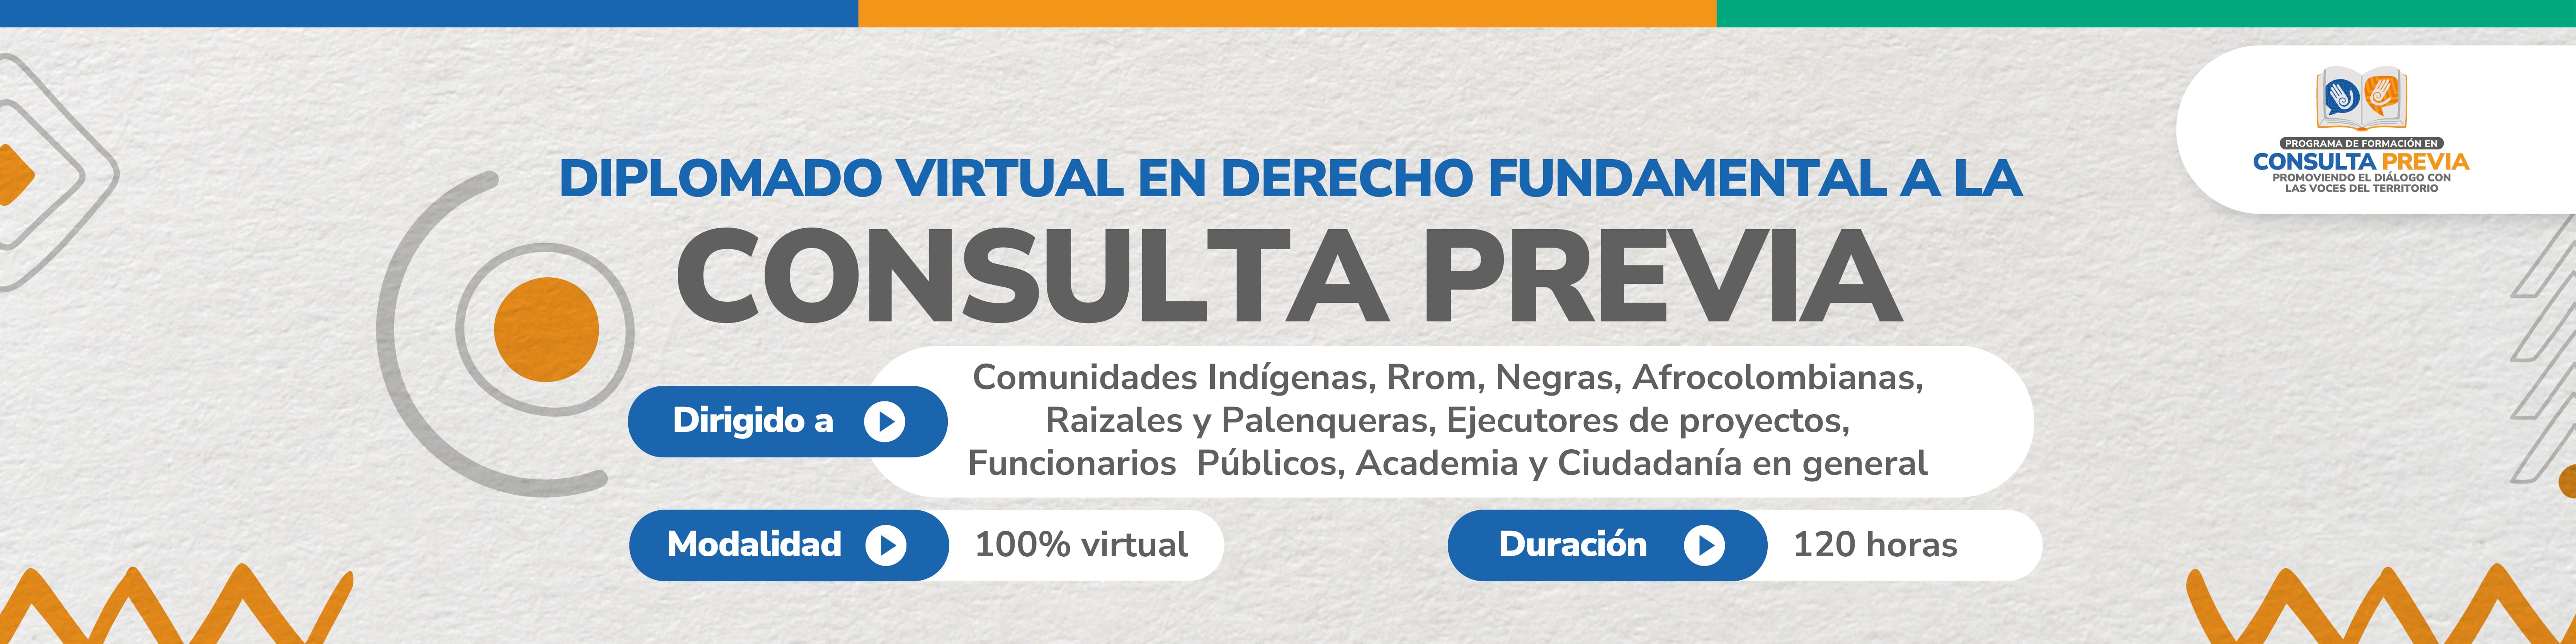 PROGRAMA DE FORMACIÓN EN
CONSULTA PREVIA
PROMOVIENDO EL DIÁLOGO CON
LAS VOCES DEL TERRITORIO
DIPLOMADO VIRTUAL EN DERECHO FUNDAMENTAL A LA
CONSULTA PREVIA
Dirigido a
Comunidades Indígenas, Rrom, Negras, Afrocolombianas,
Raizales y Palenqueras, Ejecutores de proyectos,
Funcionarios  Públicos, Academia y Ciudadanía en general
Modalidad
100% virtual
Duración
120 horas